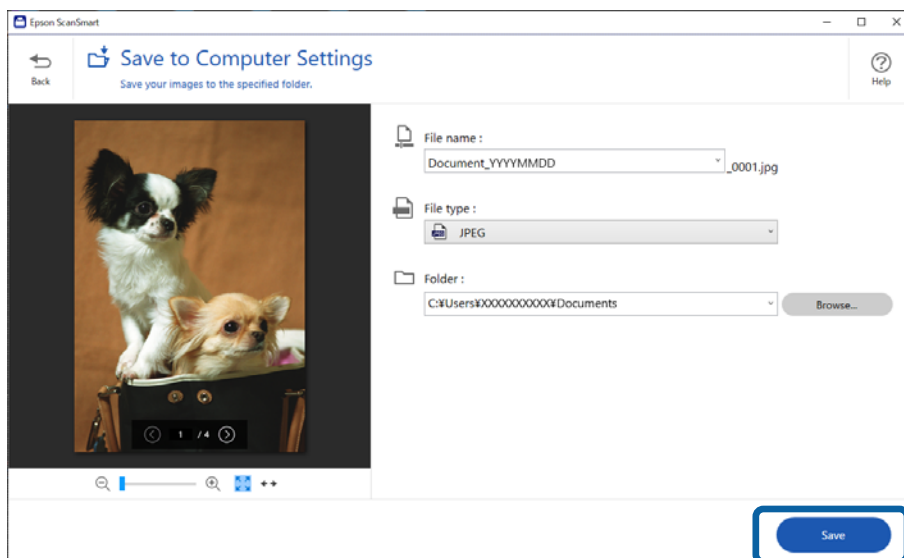 Epson ScanSmart
Back
Save to Computer Settings
Save your images to the specified folder.
Help
File name :
Document_YYYYMMDD
_0001.jpg
File type :
JPEG
Folder :
C:¥Users¥XXXXXXXXXX¥Documents
Browse...
1 / 4
Save